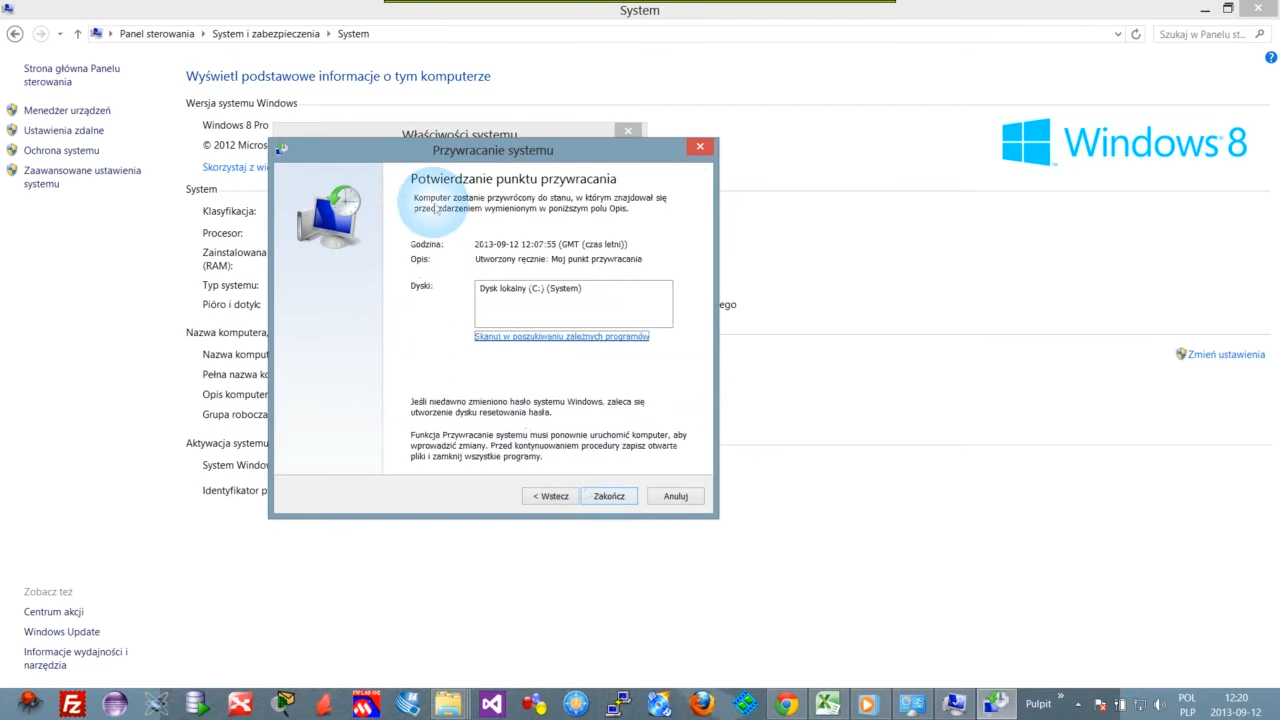 System
Panel sterowania
System i zabezpieczenia
System
Szukaj w Panelu st...
Strona główna Panelu
sterowania
Menedżer urządzeń
Ustawienia zdalne
Ochrona systemu
Zaawansowane ustawienia
systemu
Wyświetl podstawowe informacje o tym komputerze
Wersja systemu Windows
Windows 8 Pro
© 2012 Micros
Skorzystaj z wi
System
Klasyfikacja:
Procesor:
Zainstalowana
(RAM):
Typ systemu:
Pióro i dotyk:
ego
Nazwa komputera,
Nazwa komput
Pełna nazwa ko
Opis komputer
Grupa robocza
Zmień ustawienia
Aktywacja systemu
System Window
Identyfikator p
Windows 8
Właściwości systemu
Przywracanie systemu
Potwierdzanie punktu przywracania
Komputer zostanie przywrócony do stanu, w którym znajdował się
przed zdarzeniem wymienionym w poniższym polu Opis.
Godzina: 2013-09-12 12:07:55 (GMT (czas letni))
Opis: Utworzony ręcznie: Moj punkt przywracania
Dyski: Dysk lokalny (C:) (System)
Skanuj w poszukiwaniu zależnych programów
Jeśli niedawno zmieniono hasło systemu Windows, zaleca się
utworzenie dysku resetowania hasła.
Funkcja Przywracanie systemu musi ponownie uruchomić komputer, aby
wprowadzić zmiany. Przed kontynuowaniem procedury zapisz otwarte
pliki i zamknij wszystkie programy.
< Wstecz
Zakończ
Anuluj
Zobacz też
Centrum akcji
Windows Update
Informacje wydajności i
narzędzia
Pulpit
POL
PLP
12:20
2013-09-12